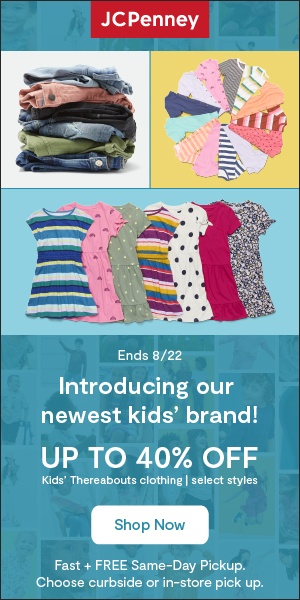 JCPenney
Ends 8/22
Introducing our
newest kids’ brand!
UP TO 40% OFF
Kids’ Thereabouts clothing | select styles
Shop Now
Fast + FREE Same-Day Pickup.
Choose curbside or in-store pick up.